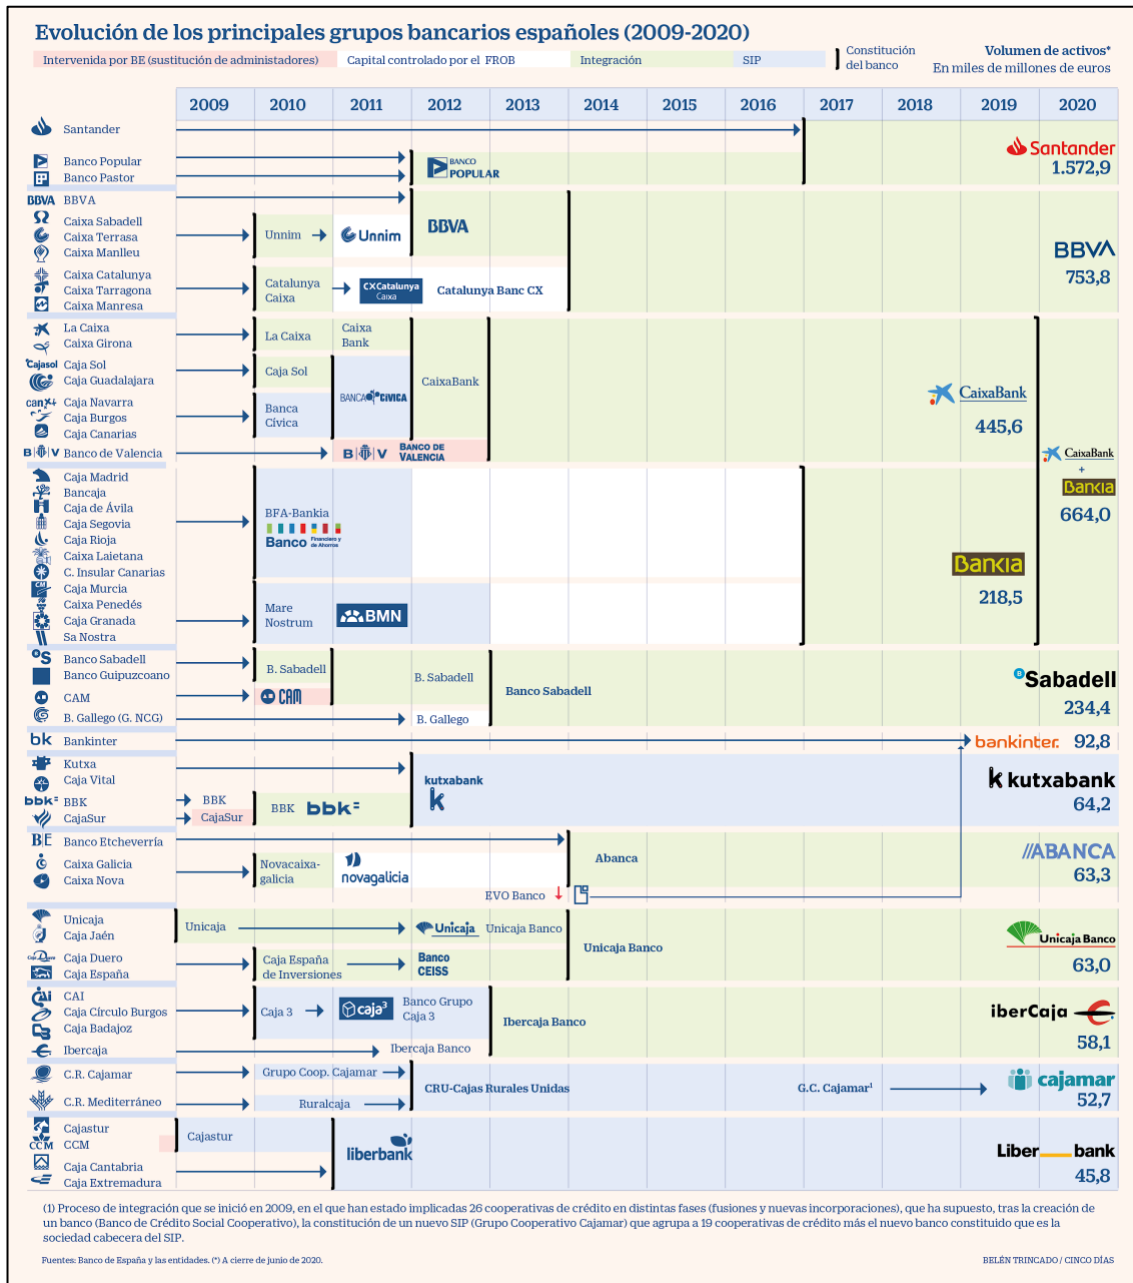 Evolución de los principales grupos bancarios españoles (2009-2020)
Intervenida por BE (sustitución de administadores)
Capital controlado por el FROB
Integración
SIP
Constitución
del banco
Volumen de activos*
En miles de millones de euros
2009 2010 2011 2012 2013 2014 2015 2016 2017 2018 2019 2020
Santander
Santander
1.572,9
Banco Popular
Banco Pastor
BANCO
POPULAR
BBVA BBVA
BBVA
Caixa Sabadell
Caixa Terrasa
Caixa Manlleu
Unnim
Unnim
BBVA
753,8
Caixa Catalunya
Caixa Tarragona
Caixa Manresa
Catalunya
Caixa
CX Catalunya
Caixa
Catalunya Banc CX
La Caixa
Caixa Girona
La Caixa
Caixa
Bank
Cajasol Caja Sol
Caja Guadalajara
Caja Sol
CaixaBank
can Caja Navarra
Caja Burgos
Caja Canarias
Banca
Cívica
BANCA CÍVICA
CaixaBank
445,6
B V Banco de Valencia
B V BANCO DE
VALENCIA
CaixaBank
+
Bankia
664,0
Caja Madrid
Bancaja
Caja de Ávila
Caja Segovia
Caja Rioja
Caixa Laietana
C. Insular Canarias
BFA-Bankia
Banco Financiero y
de Ahorros
Bankia
218,5
CM Caja Murcia
Caixa Penedés
Caja Granada
Sa Nostra
Mare
Nostrum
BMN
S Banco Sabadell
Banco Guipuzcoano
B. Sabadell
B. Sabadell
Banco Sabadell
B Sabadell
234,4
CAM
CAM
B. Gallego (G. NCG)
B. Gallego
bk Bankinter
bankinter. 92,8
Kutxa
Caja Vital
kutxabank
k
k kutxabank
64,2
bbk= BBK
CajaSur
BBK
CajaSur
BBK bbk=
B E Banco Etcheverría
Caixa Galicia
Caixa Nova
Novacaixa-
galicia
novagalicia
Abanca
//ABANCA
63,3
EVO Banco
Unicaja
Caja Jaén
Unicaja
Unicaja Unicaja Banco
Unicaja Banco
Unicaja Banco
63,0
Caja Duero
Caja España
Caja España
de Inversiones
Banco
CEISS
CAi CAI
Caja Círculo Burgos
Caja Badajoz
Caja 3
caja3
Banco Grupo
Caja 3
Ibercaja Banco
iberCaja
58,1
Ibercaja
Ibercaja Banco
C.R. Cajamar
Grupo Coop. Cajamar
CRU-Cajas Rurales Unidas
G.C. Cajamar¹
cajamar
52,7
C.R. Mediterráneo
Ruralcaja
Cajastur
CCM CCM
Cajastur
liberbank
Liber bank
45,8
Caja Cantabria
Caja Extremadura
(1) Proceso de integración que se inició en 2009, en el que han estado implicadas 26 cooperativas de crédito en distintas fases (fusiones y nuevas incorporaciones), que ha supuesto, tras la creación de
un banco (Banco de Crédito Social Cooperativo), la constitución de un nuevo SIP (Grupo Cooperativo Cajamar) que agrupa a 19 cooperativas de crédito más el nuevo banco constituido que es la
sociedad cabecera del SIP.
Fuentes: Banco de España y las entidades. (*) A cierre de junio de 2020.
BELÉN TRINCADO / CINCO DÍAS